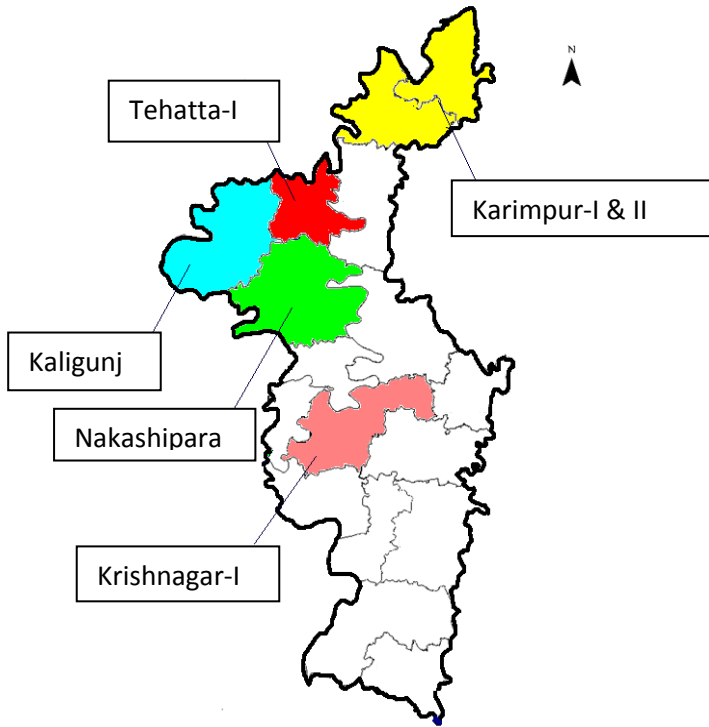 N
Tehatta-I
Karimpur-I & II
Kaligunj
Nakashipara
Krishnagar-I